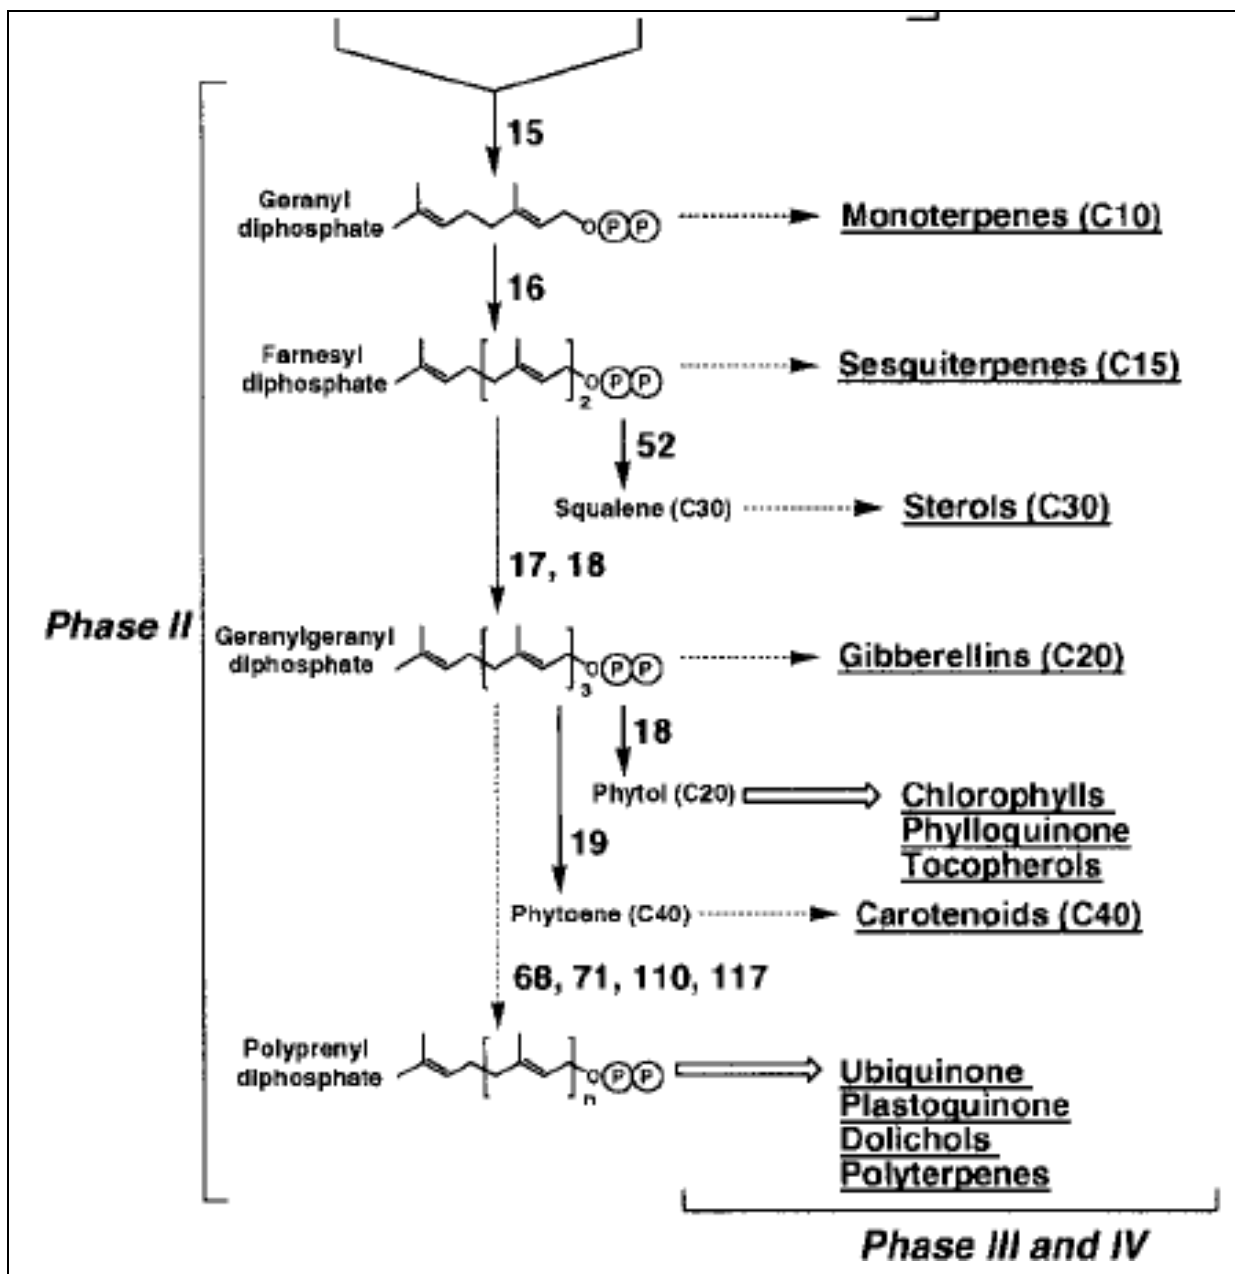 15
Geranyl
diphosphate
O P P
Monoterpenes (C10)
16
Farnesyl
diphosphate
2
O P P
Sesquiterpenes (C15)
52
Squalene (C30)
Sterols (C30)
17, 18
Phase II
Geranylgeranyl
diphosphate
3
O P P
Gibberellins (C20)
18
Phytol (C20)
Chlorophylls
Phylloquinone
Tocopherols
19
Phytoene (C40)
Carotenoids (C40)
68, 71, 110, 117
Polyprenyl
diphosphate
n
O P P
Ubiquinone
Plastoquinone
Dolichols
Polyterpenes
Phase III and IV